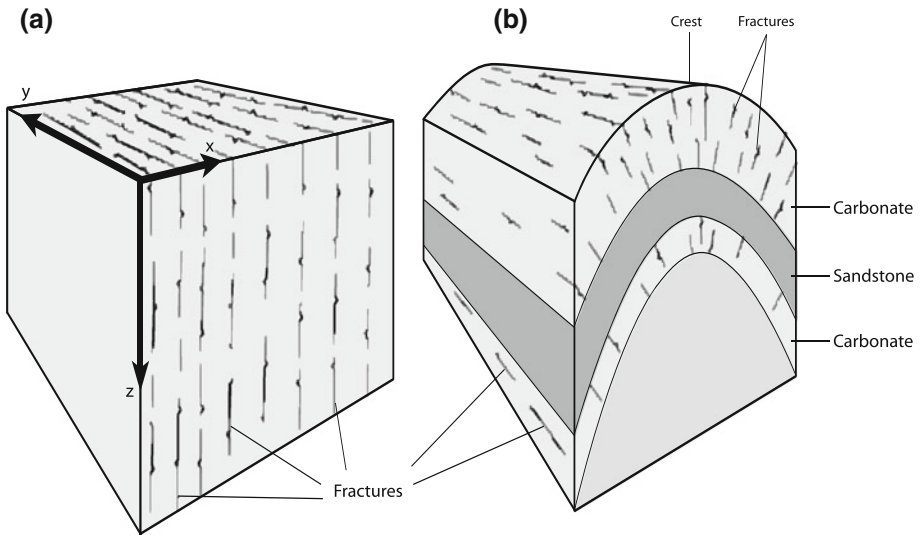 (a)
y
x
z
Fractures
(b)
Crest
Fractures
Carbonate
Sandstone
Carbonate